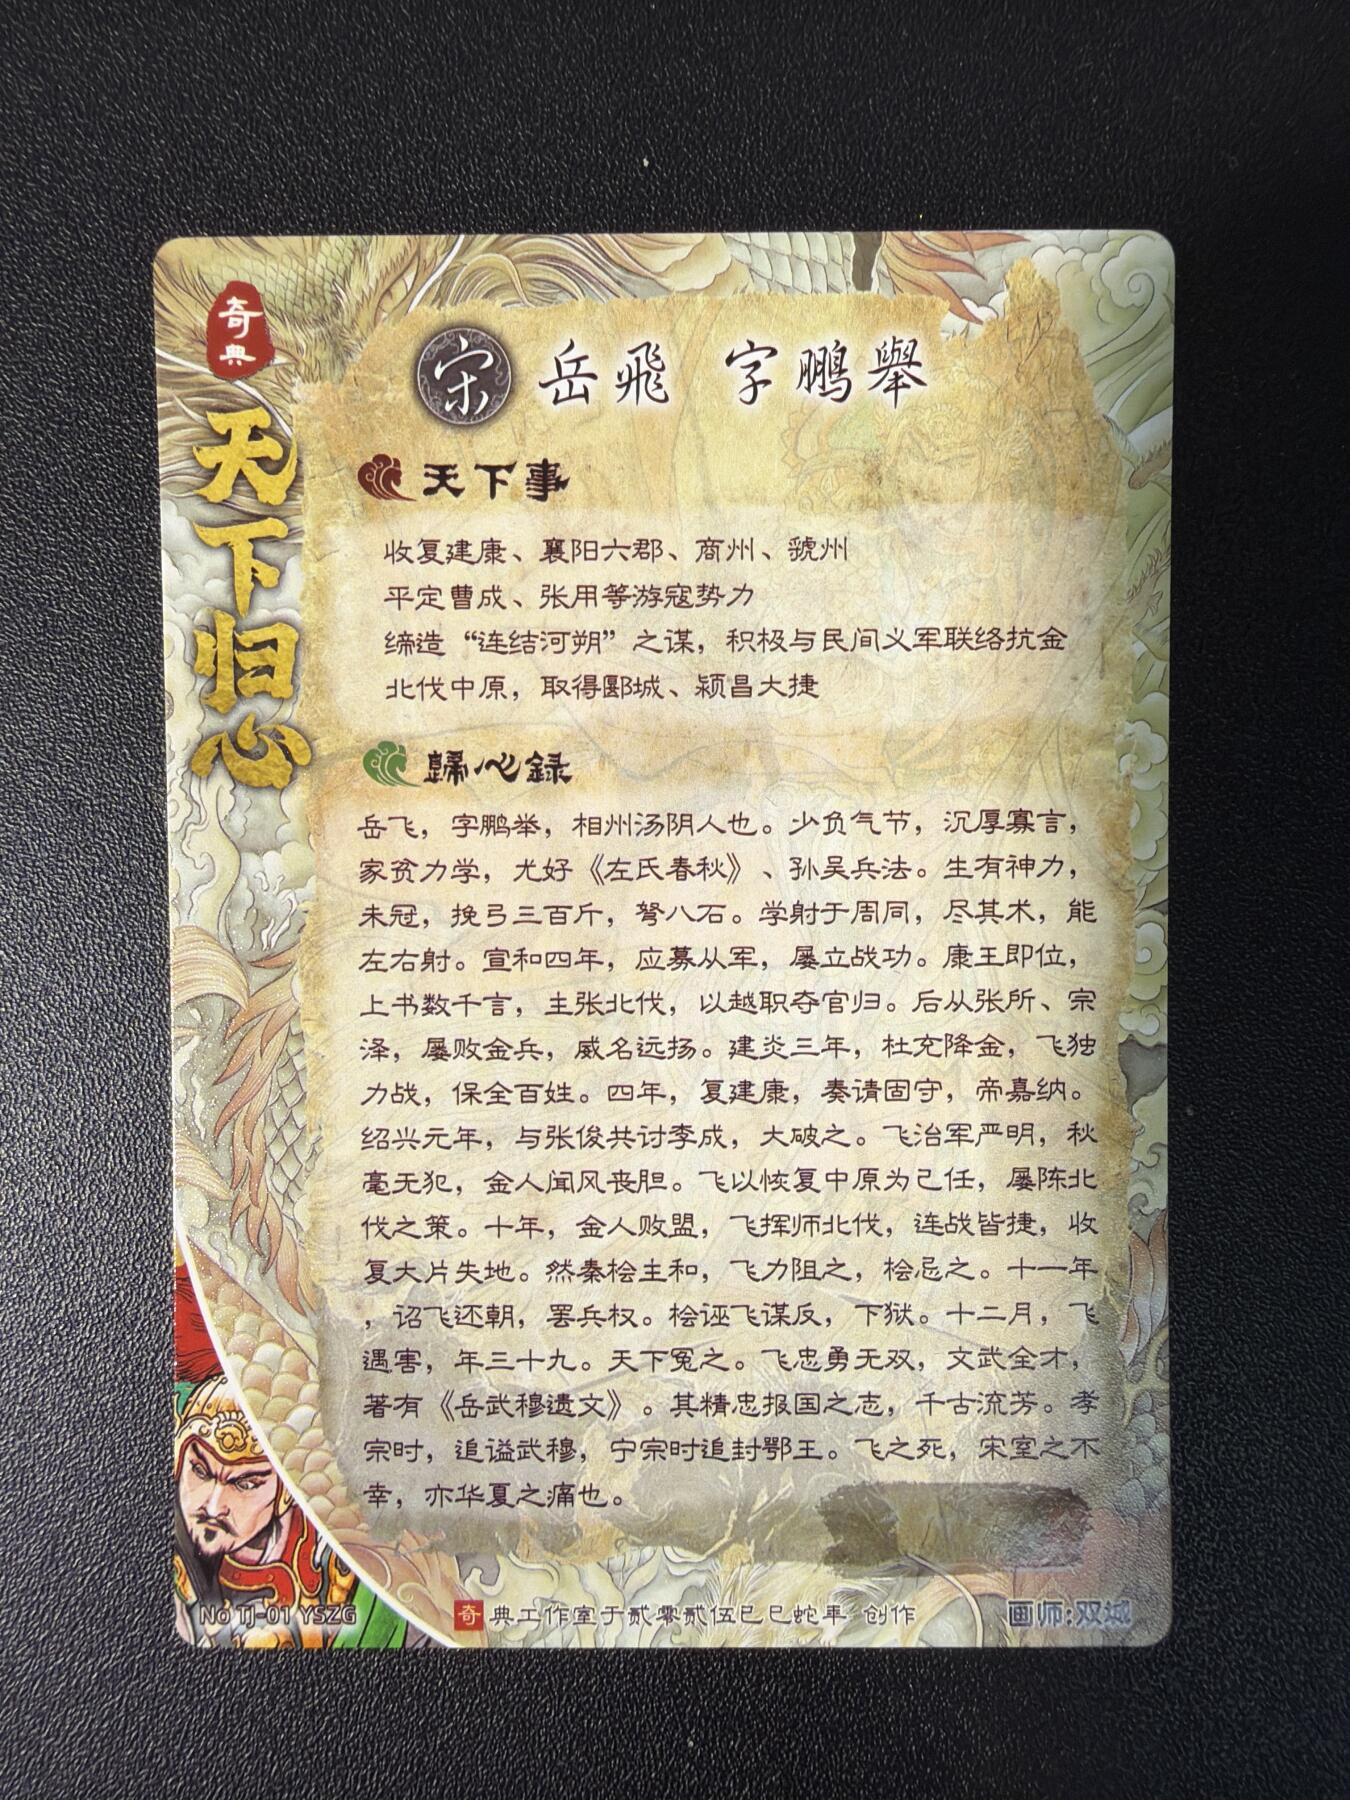 奇典
天下归心
宋 岳飛 字鵬舉
天下事
收复建康、襄阳六郡、商州、虢州
平定曹成、张用等游寇势力
缔造“连结河朔”之谋，积极与民间义军联络抗金
北伐中原，取得郾城、颍昌大捷
歸心録
岳飞，字鹏举，相州汤阴人也。少负气节，沉厚寡言，
家贫力学，尤好《左氏春秋》、孙吴兵法。生有神力，
未冠，挽弓三百斤，弩八石。学射于周同，尽其术，能
左右射。宣和四年，应募从军，屡立战功。康王即位，
上书数千言，主张北伐，以越职夺官归。后从张所、宗
泽，屡败金兵，威名远扬。建炎三年，杜充降金，飞独
力战，保全百姓。四年，复建康，奏请固守，帝嘉纳。
绍兴元年，与张俊共讨李成，大破之。飞治军严明，秋
毫无犯，金人闻风丧胆。飞以恢复中原为己任，屡陈北
伐之策。十年，金人败盟，飞挥师北伐，连战皆捷，收
复大片失地。然秦桧主和，飞力阻之，桧忌之。十一年
，诏飞还朝，罢兵权。桧诬飞谋反，下狱。十二月，飞
遇害，年三十九。天下冤之。飞忠勇无双，文武全才，
著有《岳武穆遗文》。其精忠报国之志，千古流芳。孝
宗时，追谥武穆，宁宗时追封鄂王。飞之死，宋室之不
幸，亦华夏之痛也。
No TJ-01 YSZG
奇典工作室于贰零贰伍巳巳蛇年 创作
画师:双城